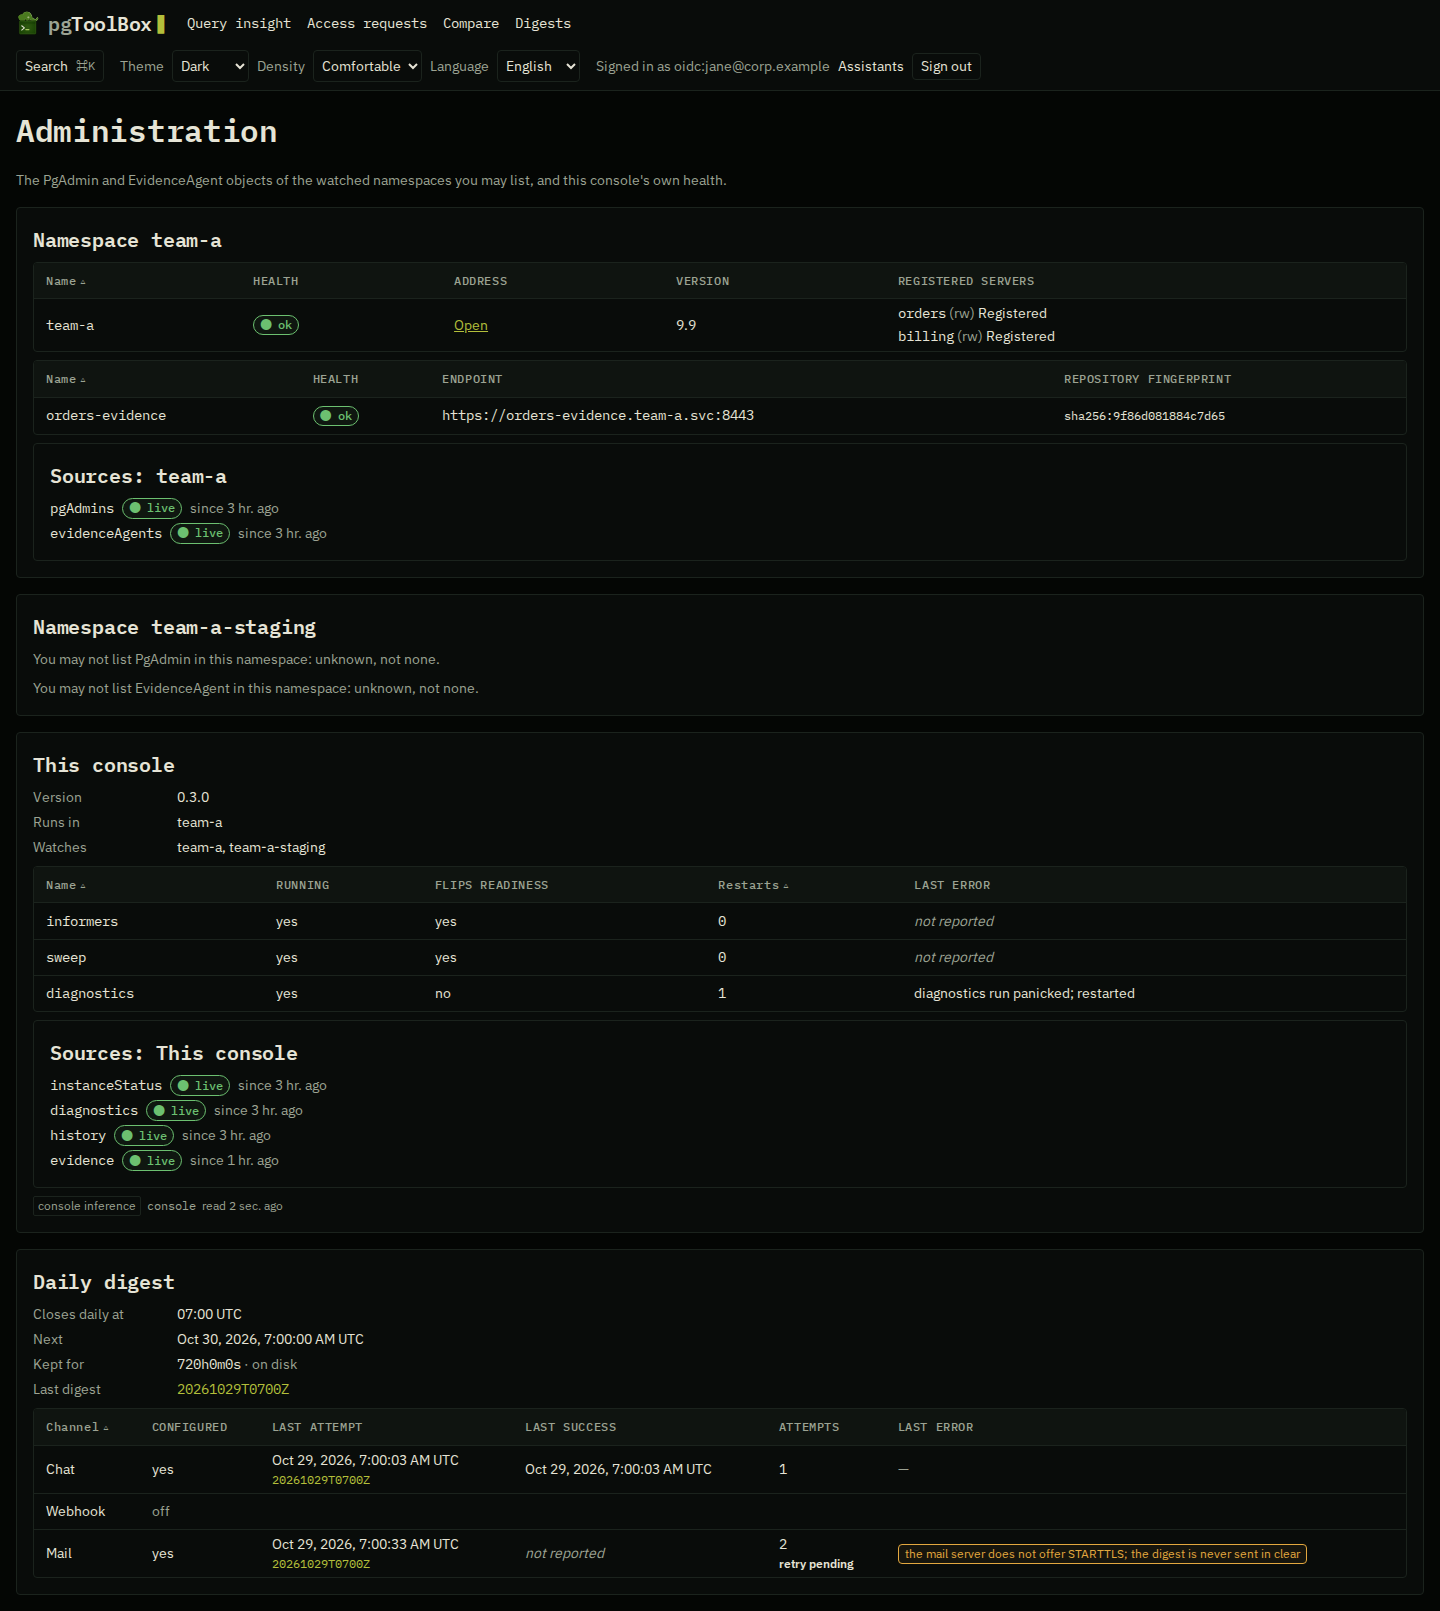 pgToolBox Query insight Access requests Compare Digests
Search ⌘K Theme Dark Density Comfortable Language English Signed in as oidc:jane@corp.example Assistants Sign out
Administration
The PgAdmin and EvidenceAgent objects of the watched namespaces you may list, and this console's own health.
Namespace team-a
Name HEALTH ADDRESS VERSION REGISTERED SERVERS
team-a ok Open 9.9 orders (rw) Registered
billing (rw) Registered
Name HEALTH ENDPOINT REPOSITORY FINGERPRINT
orders-evidence ok https://orders-evidence.team-a.svc:8443 sha256:9f86d081884c7d65
Sources: team-a
pgAdmins live since 3 hr. ago
evidenceAgents live since 3 hr. ago
Namespace team-a-staging
You may not list PgAdmin in this namespace: unknown, not none.
You may not list EvidenceAgent in this namespace: unknown, not none.
This console
Version 0.3.0
Runs in team-a
Watches team-a, team-a-staging
Name RUNNING FLIPS READINESS Restarts LAST ERROR
informers yes yes 0 not reported
sweep yes yes 0 not reported
diagnostics yes no 1 diagnostics run panicked; restarted
Sources: This console
instanceStatus live since 3 hr. ago
diagnostics live since 3 hr. ago
history live since 3 hr. ago
evidence live since 1 hr. ago
console inference console read 2 sec. ago
Daily digest
Closes daily at 07:00 UTC
Next Oct 30, 2026, 7:00:00 AM UTC
Kept for 720h0m0s · on disk
Last digest 20261029T0700Z
Channel CONFIGURED LAST ATTEMPT LAST SUCCESS ATTEMPTS LAST ERROR
Chat yes Oct 29, 2026, 7:00:03 AM UTC Oct 29, 2026, 7:00:03 AM UTC 1 —
20261029T0700Z
Webhook off
Mail yes Oct 29, 2026, 7:00:33 AM UTC not reported 2 the mail server does not offer STARTTLS; the digest is never sent in clear
20261029T0700Z retry pending